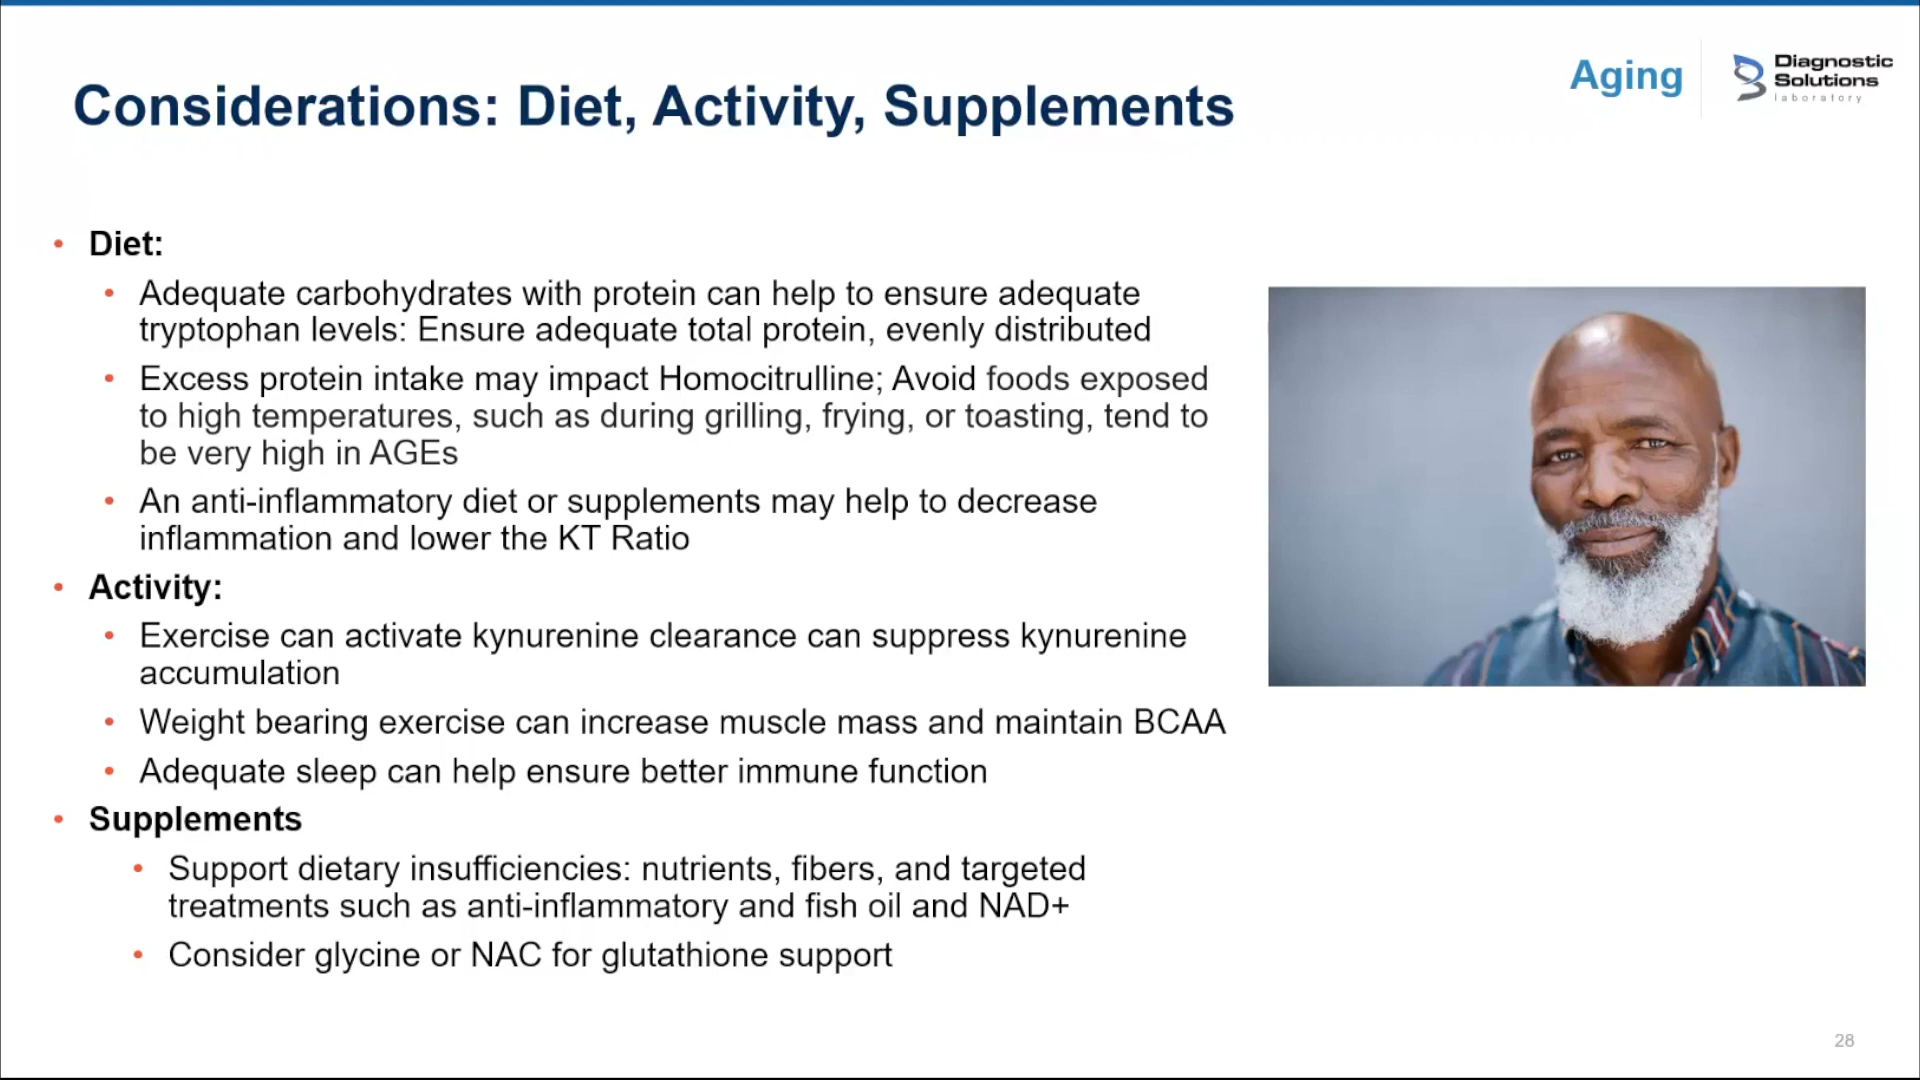 Aging
Diagnostic
Solutions
laboratory
Considerations: Diet, Activity, Supplements
• Diet:
• Adequate carbohydrates with protein can help to ensure adequate
tryptophan levels: Ensure adequate total protein, evenly distributed
• Excess protein intake may impact Homocitrulline; Avoid foods exposed
to high temperatures, such as during grilling, frying, or toasting, tend to
be very high in AGEs
• An anti-inflammatory diet or supplements may help to decrease
inflammation and lower the KT Ratio
• Activity:
• Exercise can activate kynurenine clearance can suppress kynurenine
accumulation
• Weight bearing exercise can increase muscle mass and maintain BCAA
• Adequate sleep can help ensure better immune function
• Supplements
• Support dietary insufficiencies: nutrients, fibers, and targeted
treatments such as anti-inflammatory and fish oil and NAD+
• Consider glycine or NAC for glutathione support
28